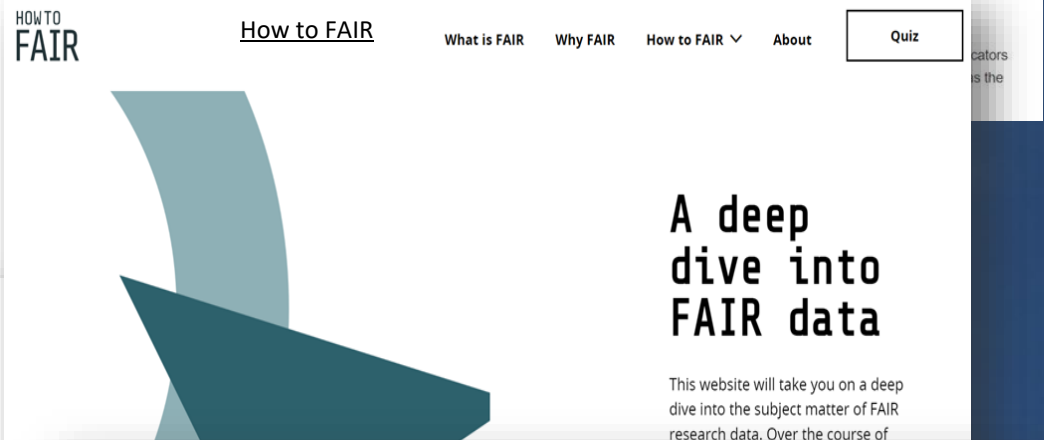 HOW TO
FAIR
How to FAIR
What is FAIR
Why FAIR
How to FAIR
About
Quiz
cators
s the
A deep
dive into
FAIR data
This website will take you on a deep
dive into the subject matter of FAIR
research data. Over the course of